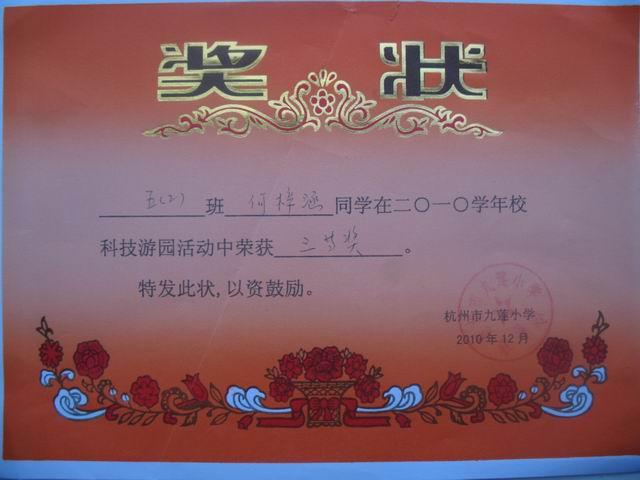 奖状
五(2)班何梓涵同学在二〇一〇学年校
科技游园活动中荣获三等奖。
特发此状,以资鼓励。
杭州市九莲小学
2010年12月